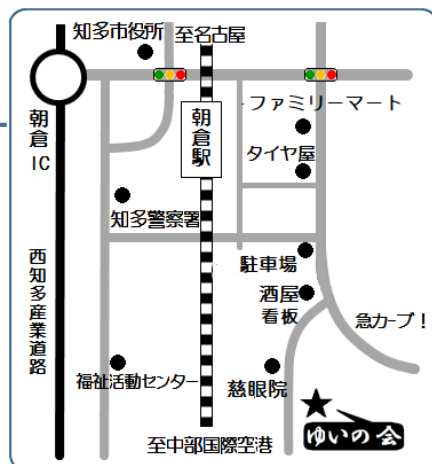 知多市役所
至名古屋
ファミリーマート
朝倉IC
朝倉駅
タイヤ屋
知多警察署
駐車場
西知多産業道路
酒屋
看板
急カーブ!
福祉活動センター
慈眼院
ゆいの会
至中部国際空港